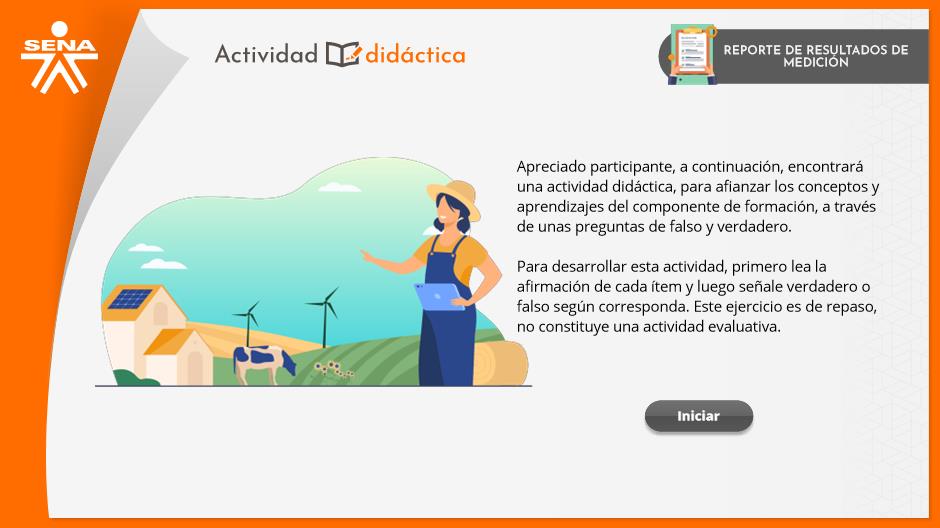 SENA
Actividad didáctica
REPORTE DE RESULTADOS DE
MEDICIÓN
Apreciado participante, a continuación, encontrará
una actividad didáctica, para afianzar los conceptos y
aprendizajes del componente de formación, a través
de unas preguntas de falso y verdadero.
Para desarrollar esta actividad, primero lea la
afirmación de cada ítem y luego señale verdadero o
falso según corresponda. Este ejercicio es de repaso,
no constituye una actividad evaluativa.
Iniciar